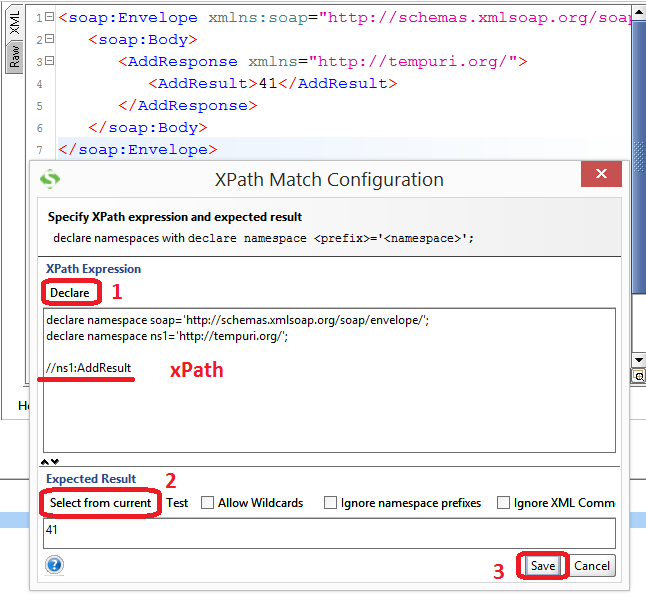 XML
Raw
1 <soap:Envelope xmlns:soap="http://schemas.xmlsoap.org/soap
2 <soap:Body>
3 <AddResponse xmlns="http://tempuri.org/">
4 <AddResult>41</AddResult>
5 </AddResponse>
6 </soap:Body>
7 </soap:Envelope>
XPath Match Configuration
Specify XPath expression and expected result
declare namespaces with declare namespace <prefix>='<namespace>';
XPath Expression
Declare 1
declare namespace soap='http://schemas.xmlsoap.org/soap/envelope/';
declare namespace ns1='http://tempuri.org/';
//ns1:AddResult xPath
He
Expected Result 2
Select from current Test Allow Wildcards Ignore namespace prefixes Ignore XML Comm
41
? 3 Save Cancel